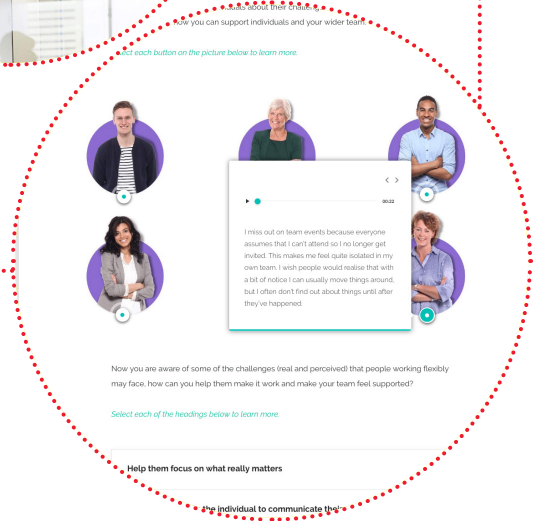 about their
how you can support individuals and your wider team.
Select each button on the picture below to learn more.
00:22
I miss out on team events because everyone
assumes that I can't attend so I no longer get
invited. This makes me feel quite isolated in my
own team. I wish people would realise that with
a bit of notice I can usually move things around,
but I often don't find out about things until after
they've happened.
Now you are aware of some of the challenges (real and perceived) that people working flexibly
may face, how can you help them make it work and make your team feel supported?
Select each of the headings below to learn more.
Help them focus on what really matters
the individual to communicate their